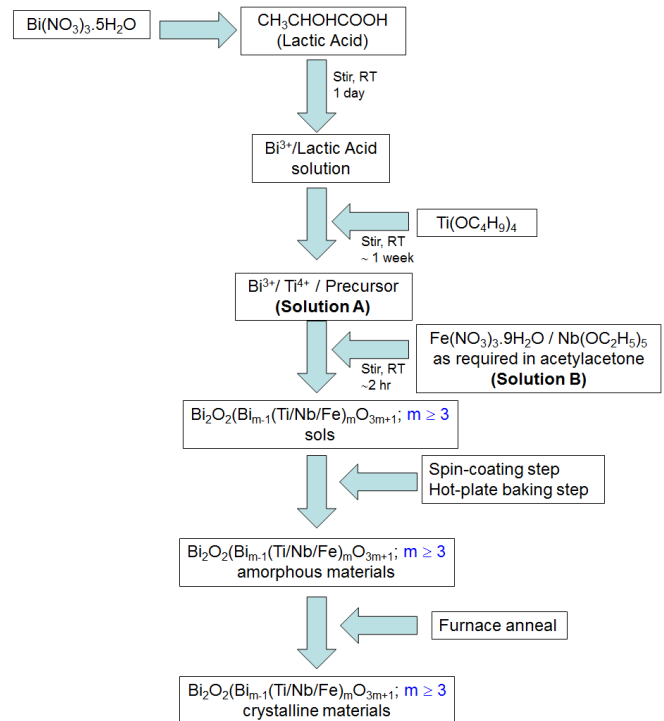 Bi(NO₃)₃.5H₂O
CH₃CHOHCOOH
(Lactic Acid)
Stir, RT
1 day
Bi³⁺/Lactic Acid
solution
Ti(OC₄H₉)₄
Stir, RT
~ 1 week
Bi³⁺/ Ti⁴⁺ / Precursor
(Solution A)
Fe(NO₃)₃.9H₂O / Nb(OC₂H₅)₅
as required in acetylacetone
(Solution B)
Stir, RT
~2 hr
Bi₂O₂(Biₘ₋₁(Ti/Nb/Fe)ₘO₃ₘ₊₁; m ≥ 3
sols
Spin-coating step
Hot-plate baking step
Bi₂O₂(Biₘ₋₁(Ti/Nb/Fe)ₘO₃ₘ₊₁; m ≥ 3
amorphous materials
Furnace anneal
Bi₂O₂(Biₘ₋₁(Ti/Nb/Fe)ₘO₃ₘ₊₁; m ≥ 3
crystalline materials